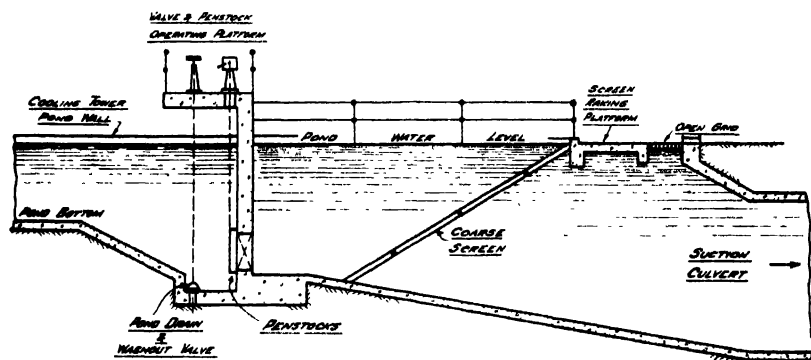 VALVE & PENSTOCK
OPERATING PLATFORM
COOLING TOWER
POND WALL
POND WATER LEVEL
SCREEN
RAKING
PLATFORM
OPEN GRID
POND BOTTOM
COARSE
SCREEN
SUCTION
CULVERT
POND DRAIN
&
WASHOUT VALVE
PENSTOCKS